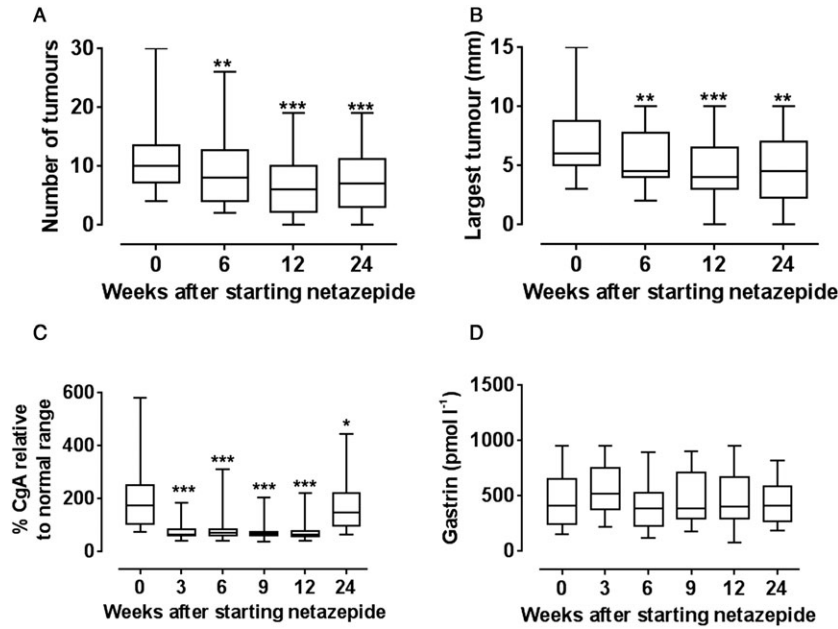 A
Number of tumours
30
20
10
0
** *** ***
0 6 12 24
Weeks after starting netazepide
B
Largest tumour (mm)
15
10
5
0
** *** **
0 6 12 24
Weeks after starting netazepide
C
% CgA relative
to normal range
600
400
200
0
*** *** *** *** *
0 3 6 9 12 24
Weeks after starting netazepide
D
Gastrin (pmol l⁻¹)
1500
1000
500
0
0 3 6 9 12 24
Weeks after starting netazepide